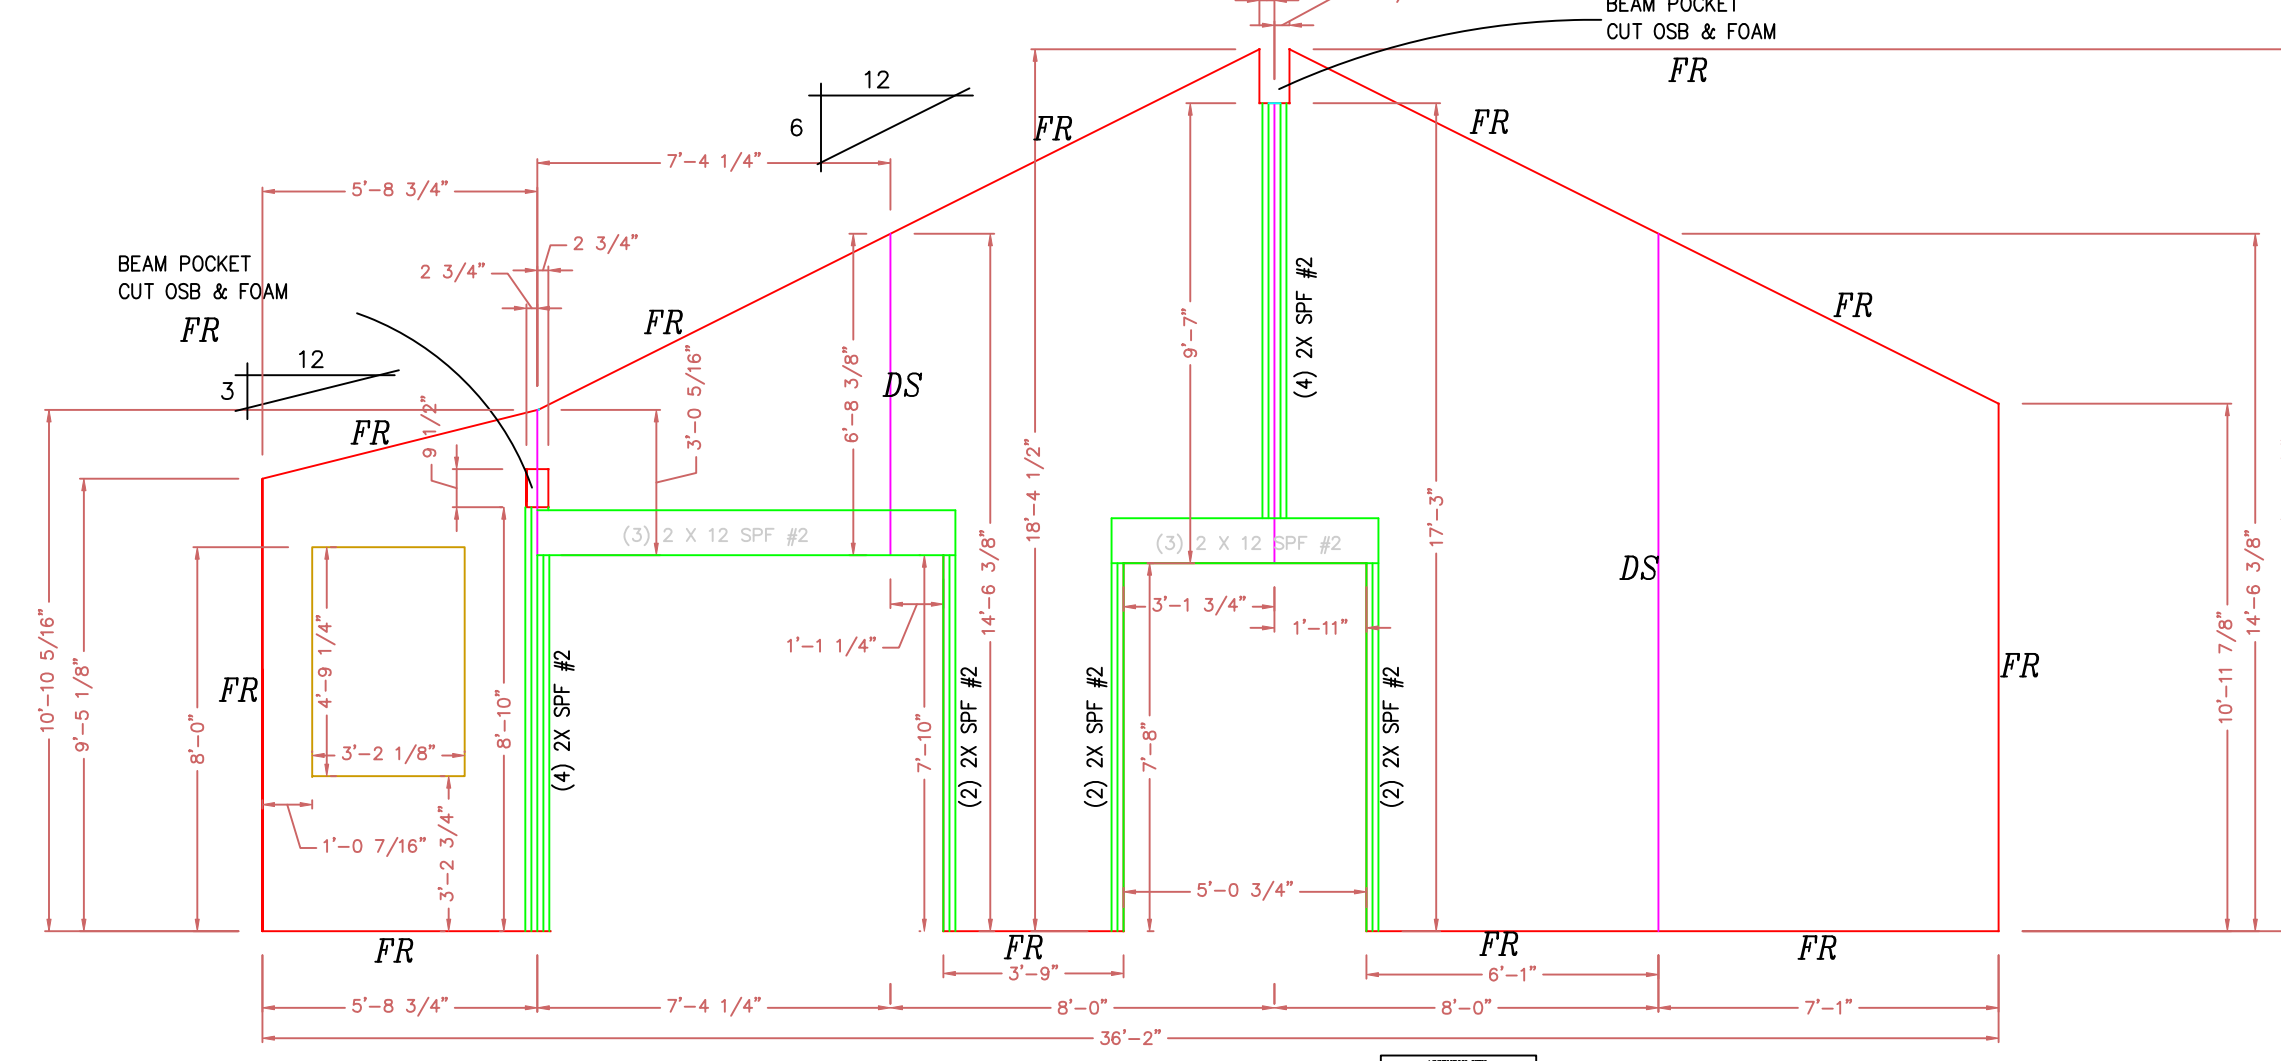 BEAM POCKET
CUT OSB & FOAM
FR
12
6
FR
FR
7'-4 1/4"
5'-8 3/4"
2 3/4"
2 3/4"
BEAM POCKET
CUT OSB & FOAM
FR
FR
12
3
FR
9 1/2"
3'-0 5/16"
6'-8 3/8"
DS
18'-4 1/2"
9'-7"
(4) 2X SPF #2
17'-3"
FR
(3) 2 X 12 SPF #2
(3) 2 X 12 SPF #2
DS
10'-10 5/16"
9'-5 1/8"
8'-0"
FR
4'-9 1/4"
3'-2 1/8"
1'-0 7/16"
3'-2 3/4"
8'-10"
(4) 2X SPF #2
1'-1 1/4"
7'-10"
(2) 2X SPF #2
14'-6 3/8"
(2) 2X SPF #2
7'-8"
3'-1 3/4"
1'-11"
5'-0 3/4"
(2) 2X SPF #2
FR
10'-11 7/8"
14'-6 3/8"
FR
FR
FR
FR
3'-9"
6'-1"
5'-8 3/4"
7'-4 1/4"
8'-0"
8'-0"
7'-1"
36'-2"